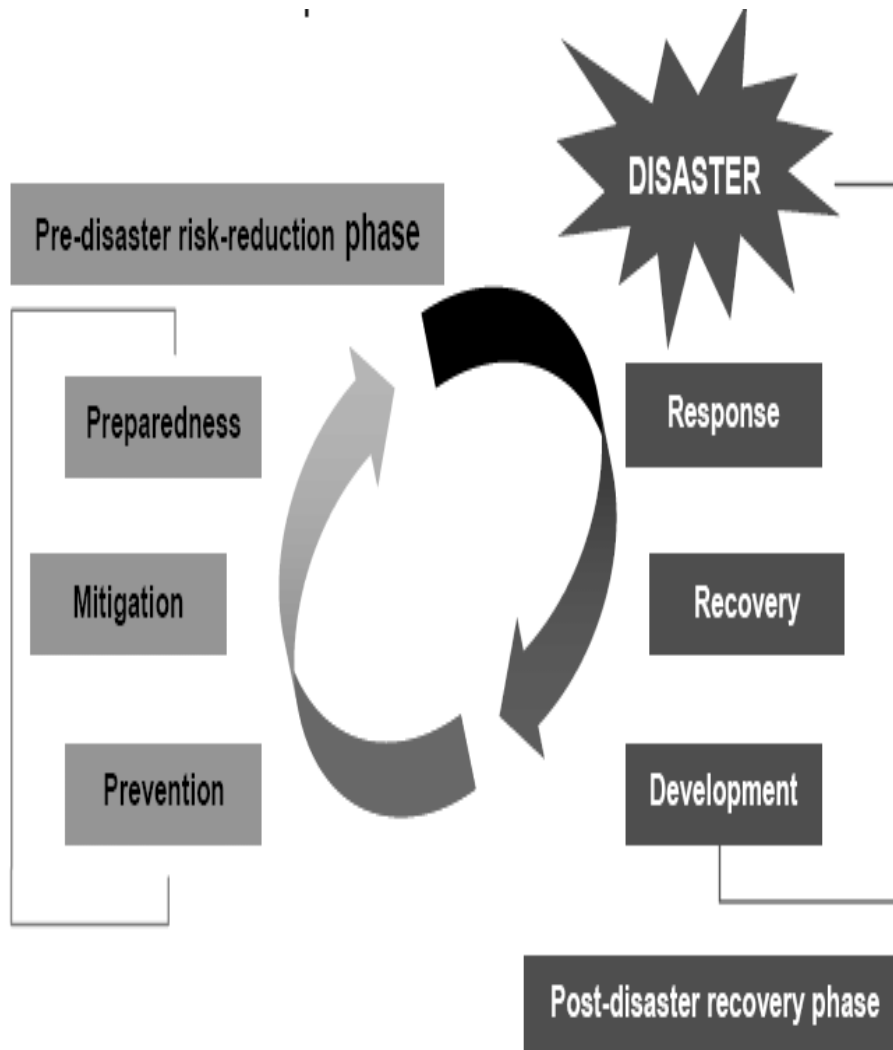 DISASTER
Pre-disaster risk-reduction phase
Preparedness
Response
Mitigation
Recovery
Prevention
Development
Post-disaster recovery phase